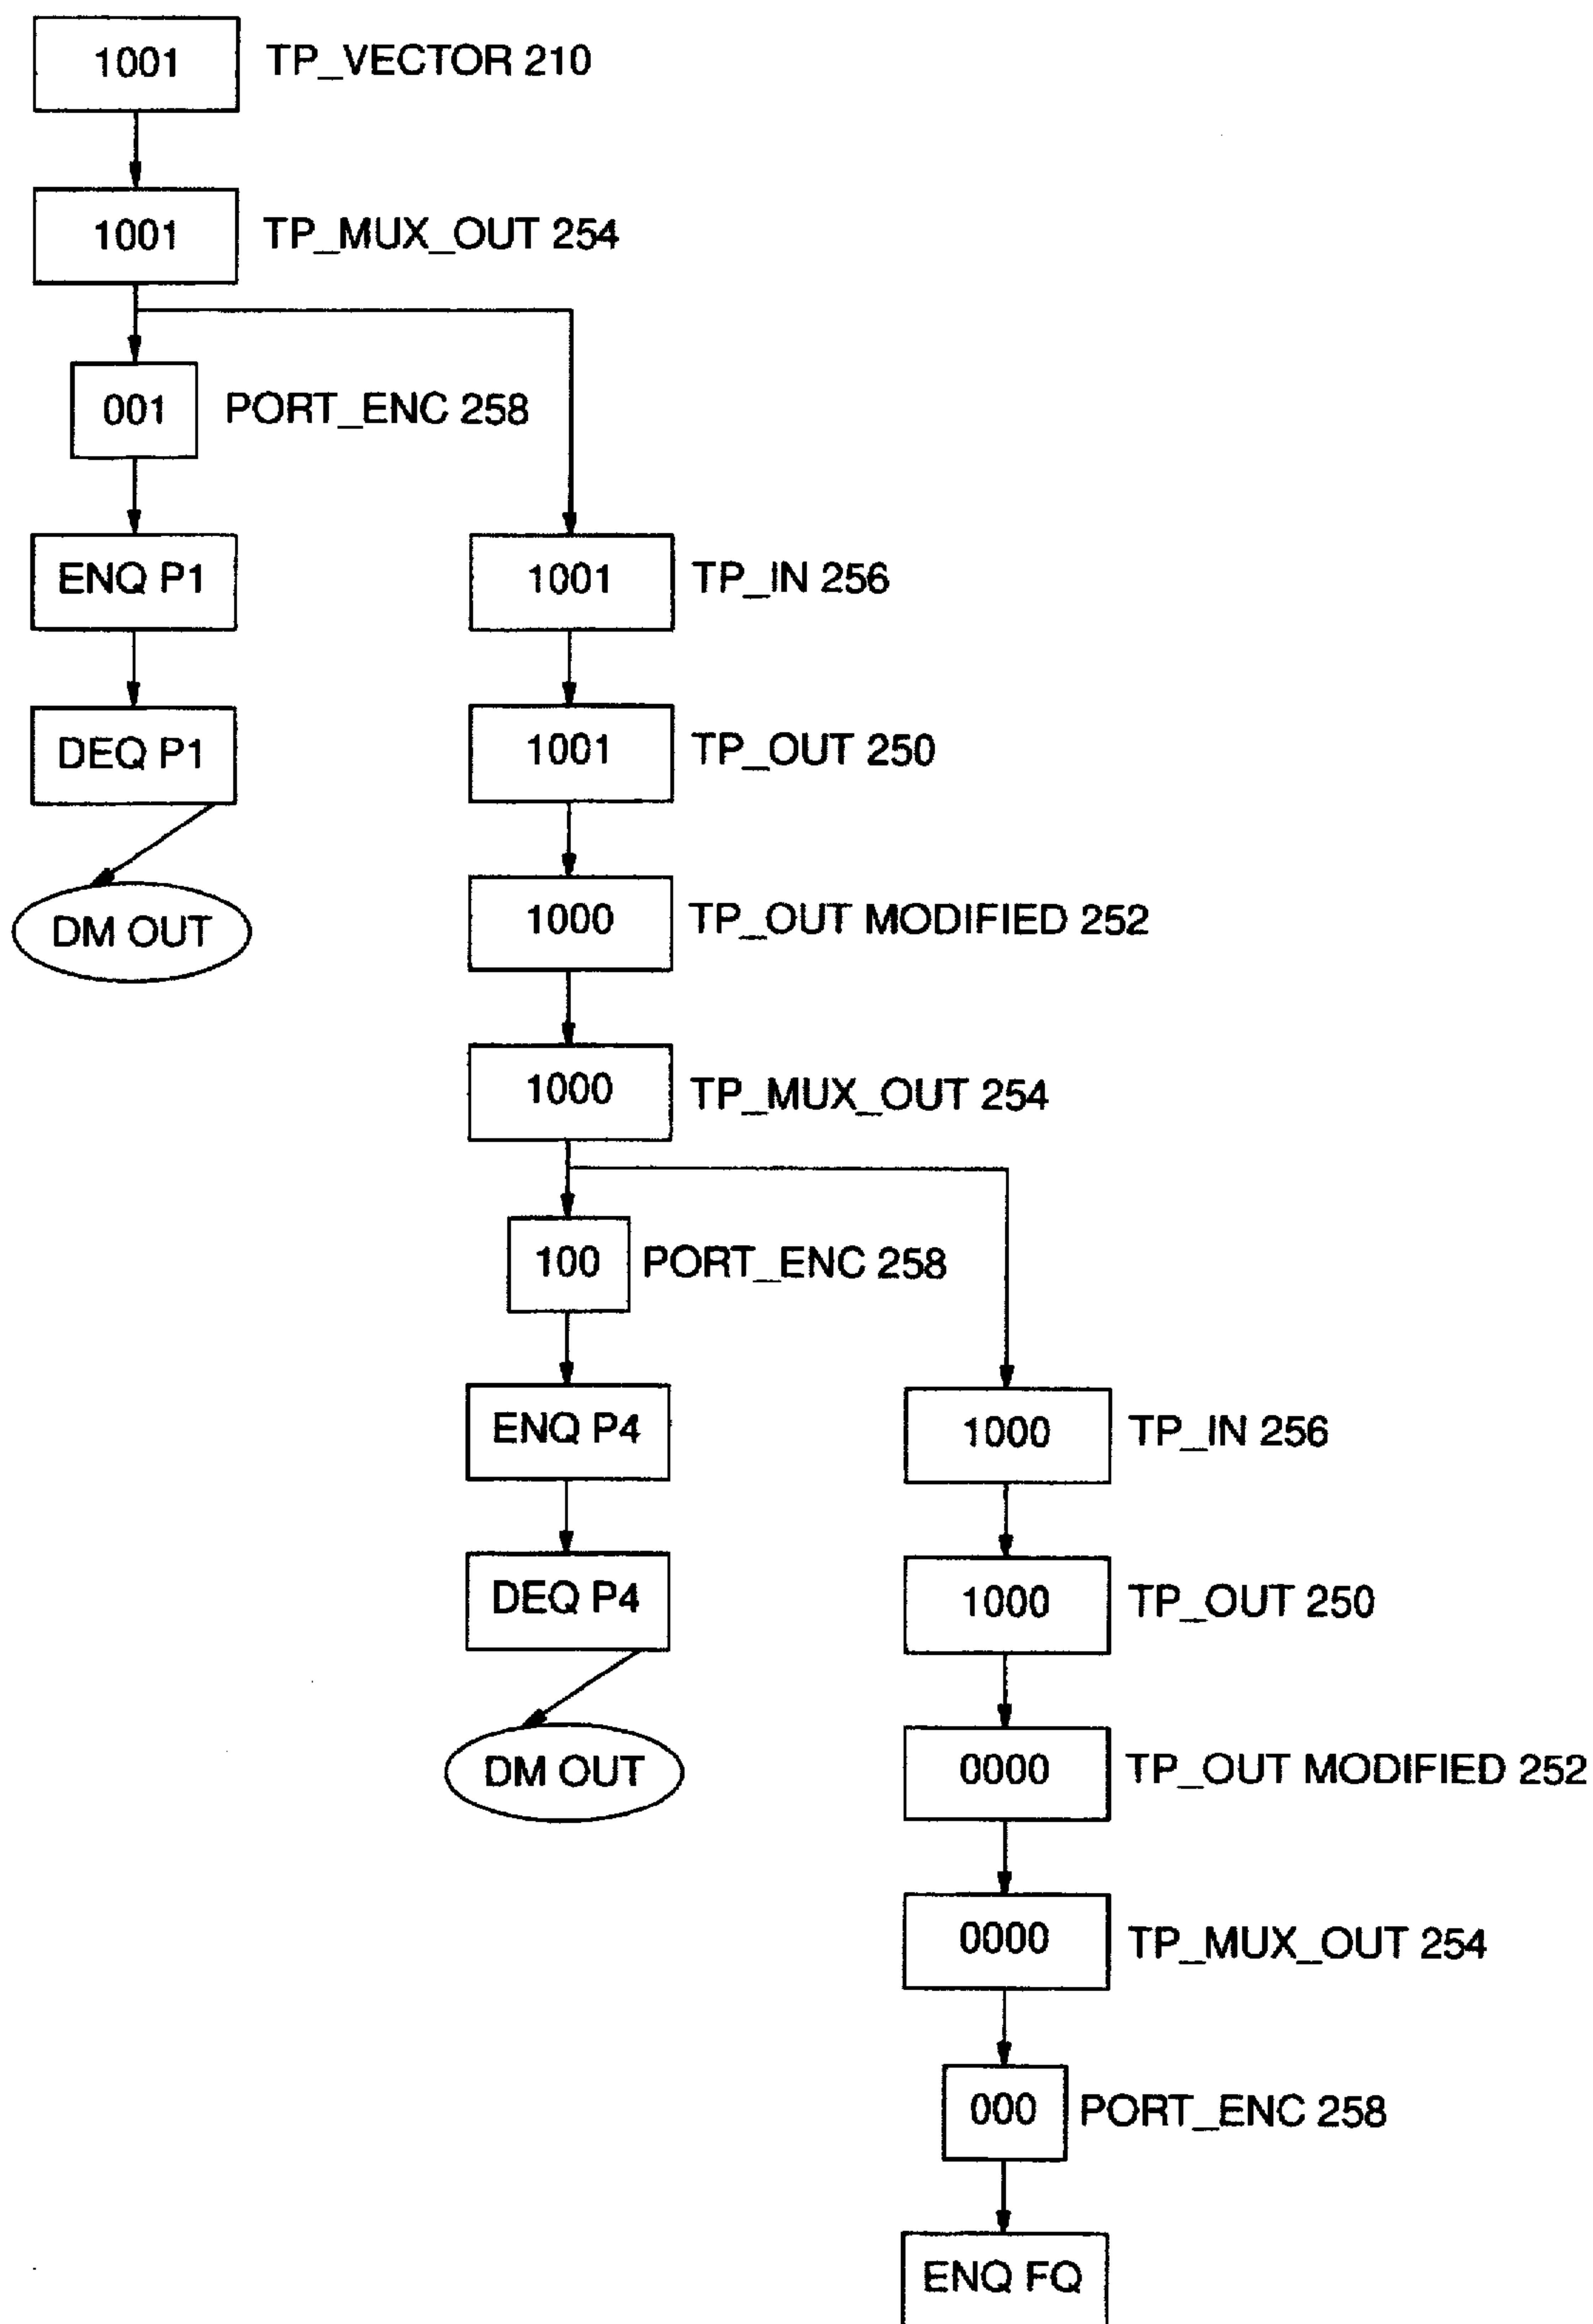 1001 TP_VECTOR 210
1001 TP_MUX_OUT 254
001 PORT_ENC 258
ENQ P1
1001 TP_IN 256
DEQ P1
1001 TP_OUT 250
DM OUT
1000 TP_OUT MODIFIED 252
1000 TP_MUX_OUT 254
100 PORT_ENC 258
ENQ P4
1000 TP_IN 256
DEQ P4
1000 TP_OUT 250
DM OUT
0000 TP_OUT MODIFIED 252
0000 TP_MUX_OUT 254
000 PORT_ENC 258
ENQ FQ